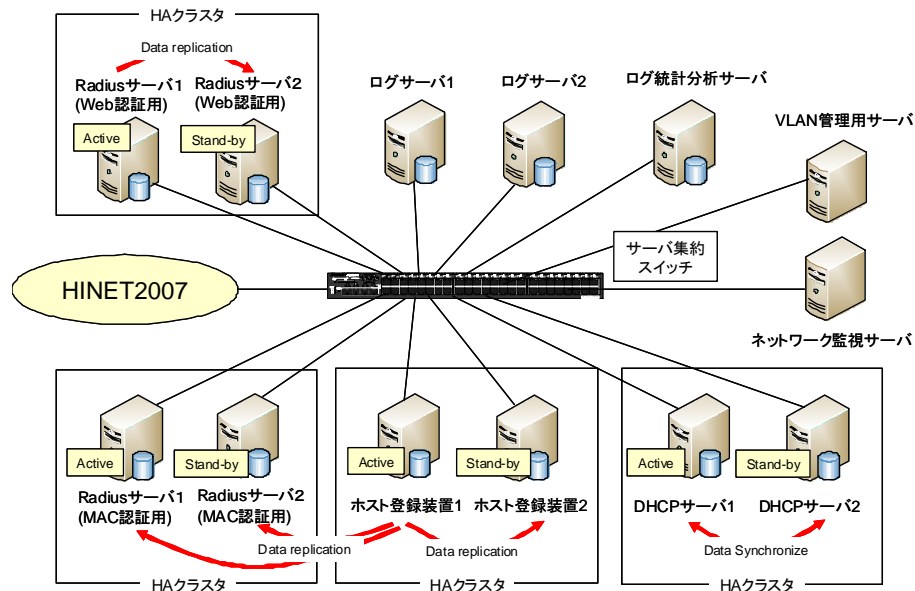 HAクラスタ
Data replication
Radiusサーバ1
(Web認証用)
Radiusサーバ2
(Web認証用)
Active
Stand-by
ログサーバ1
ログサーバ2
ログ統計分析サーバ
VLAN管理用サーバ
サーバ集約
スイッチ
HINET2007
ネットワーク監視サーバ
Active
Stand-by
Radiusサーバ1
(MAC認証用)
Radiusサーバ2
(MAC認証用)
Active
Stand-by
ホスト登録装置1
ホスト登録装置2
Active
Stand-by
DHCPサーバ1
DHCPサーバ2
Data replication
Data replication
Data Synchronize
HAクラスタ
HAクラスタ
HAクラスタ